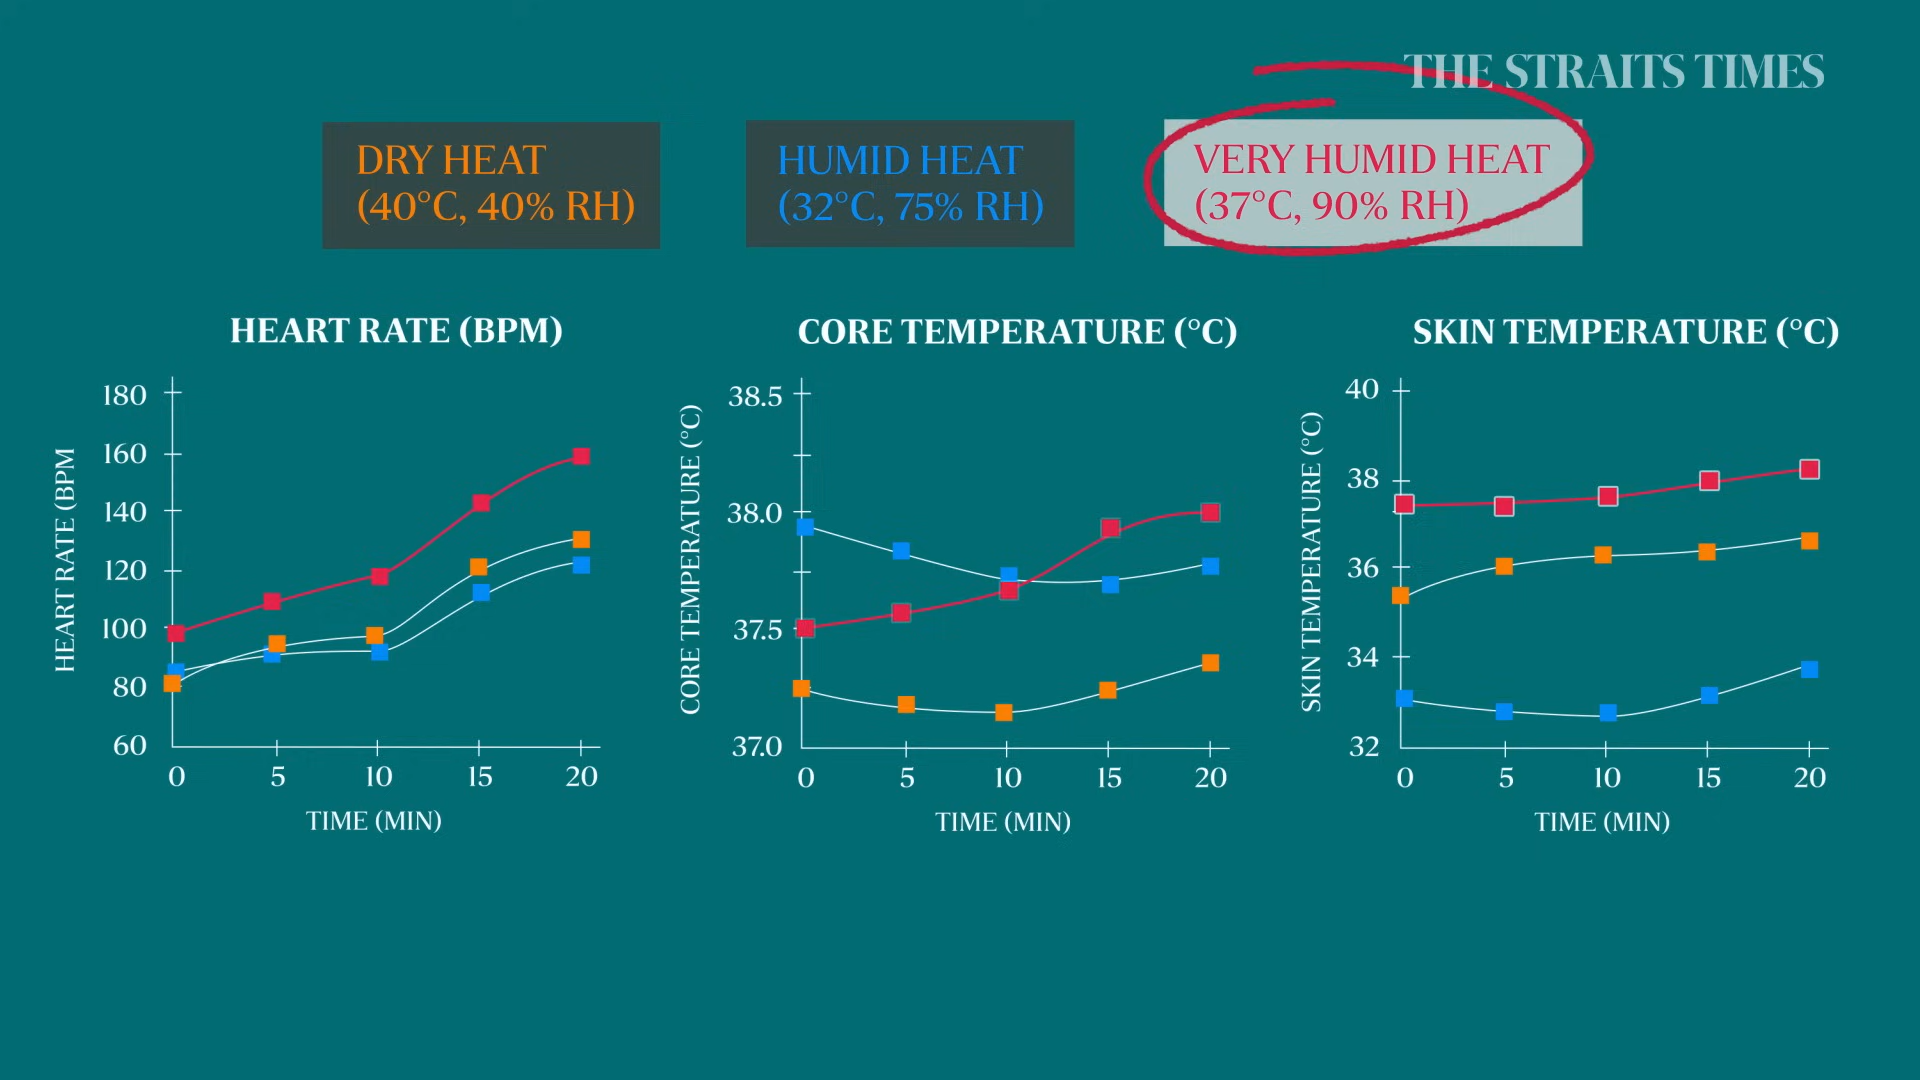 THE STRAITS TIMES
DRY HEAT
(40°C, 40% RH)
HUMID HEAT
(32°C, 75% RH)
VERY HUMID HEAT
(37°C, 90% RH)
HEART RATE (BPM)
HEART RATE (BPM
180
160
140
120
100
80
60
0 5 10 15 20
TIME (MIN)
CORE TEMPERATURE (°C)
CORE TEMPERATURE (°C)
38.5
38.0
37.5
37.0
0 5 10 15 20
TIME (MIN)
SKIN TEMPERATURE (°C)
SKIN TEMPERATURE (°C)
40
38
36
34
32
0 5 10 15 20
TIME (MIN)